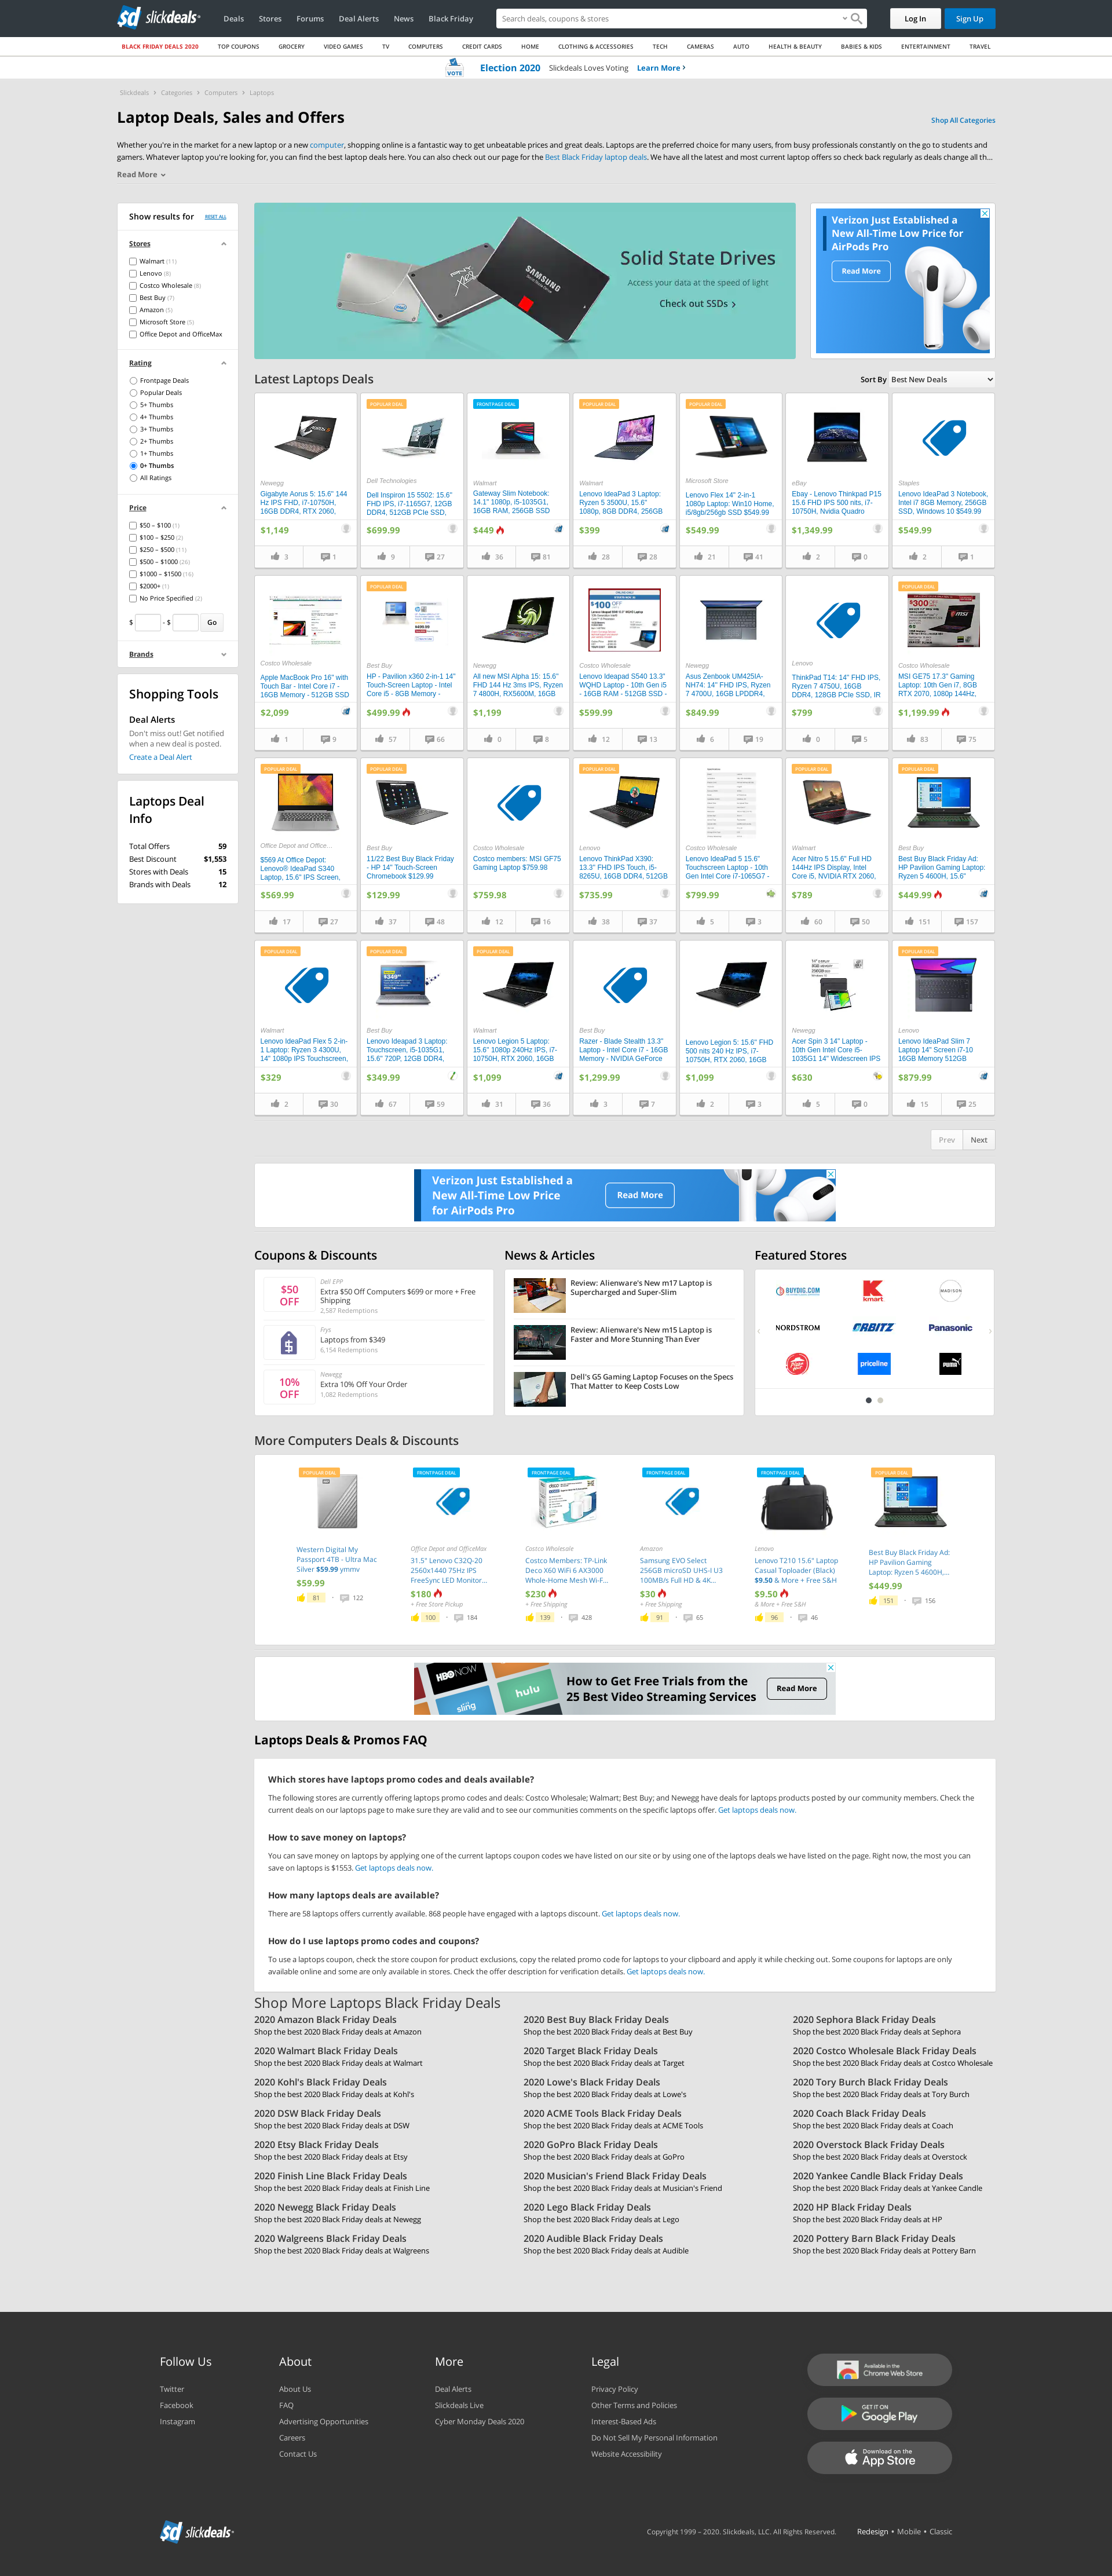 sd slickdeals
Deals Stores Forums Deal Alerts News Black Friday
Search deals, coupons & stores
Log In Sign Up
BLACK FRIDAY DEALS 2020 TOP COUPONS GROCERY VIDEO GAMES TV COMPUTERS CREDIT CARDS HOME CLOTHING & ACCESSORIES TECH CAMERAS AUTO HEALTH & BEAUTY BABIES & KIDS ENTERTAINMENT TRAVEL
VOTE Election 2020 Slickdeals Loves Voting Learn More ›
Slickdeals › Categories › Computers › Laptops
Laptop Deals, Sales and Offers
Shop All Categories
Whether you're in the market for a new laptop or a new computer, shopping online is a fantastic way to get unbeatable prices and great deals. Laptops are the preferred choice for many users, from busy professionals constantly on the go to students and
gamers. Whatever laptop you're looking for, you can find the best laptop deals here. You can also check out our page for the Best Black Friday laptop deals. We have all the latest and most current laptop offers so check back regularly as deals change all th...
Read More
Show results for RESET ALL
Stores
Walmart (11)
Lenovo (8)
Costco Wholesale (8)
Best Buy (7)
Amazon (5)
Microsoft Store (5)
Office Depot and OfficeMax
Rating
Frontpage Deals
Popular Deals
5+ Thumbs
4+ Thumbs
3+ Thumbs
2+ Thumbs
1+ Thumbs
0+ Thumbs
All Ratings
Price
$50 – $100 (1)
$100 – $250 (2)
$250 – $500 (11)
$500 – $1000 (26)
$1000 – $1500 (16)
$2000+ (1)
No Price Specified (2)
$ - $ Go
Brands
Shopping Tools
Deal Alerts
Don't miss out! Get notified
when a new deal is posted.
Create a Deal Alert
Laptops Deal
Info
Total Offers 59
Best Discount $1,553
Stores with Deals 15
Brands with Deals 12
Solid State Drives
Access your data at the speed of light
Check out SSDs ›
SAMSUNG
Verizon Just Established a
New All-Time Low Price for
AirPods Pro
Read More
Latest Laptops Deals
Sort By Best New Deals
Newegg
Gigabyte Aorus 5: 15.6" 144
Hz IPS FHD, i7-10750H,
16GB DDR4, RTX 2060,
$1,149
3 1
POPULAR DEAL
Dell Technologies
Dell Inspiron 15 5502: 15.6"
FHD IPS, i7-1165G7, 12GB
DDR4, 512GB PCIe SSD,
$699.99
9 27
FRONTPAGE DEAL
Walmart
Gateway Slim Notebook:
14.1" 1080p, i5-1035G1,
16GB RAM, 256GB SSD
$449
36 81
POPULAR DEAL
Walmart
Lenovo IdeaPad 3 Laptop:
Ryzen 5 3500U, 15.6"
1080p, 8GB DDR4, 256GB
$399
28 28
POPULAR DEAL
Microsoft Store
Lenovo Flex 14" 2-in-1
1080p Laptop: Win10 Home,
i5/8gb/256gb SSD $549.99
$549.99
21 41
eBay
Ebay - Lenovo Thinkpad P15
15.6 FHD IPS 500 nits, i7-
10750H, Nvidia Quadro
$1,349.99
2 0
Staples
Lenovo IdeaPad 3 Notebook,
Intel i7 8GB Memory, 256GB
SSD, Windows 10 $549.99
$549.99
2 1
Costco Wholesale
Apple MacBook Pro 16" with
Touch Bar - Intel Core i7 -
16GB Memory - 512GB SSD
$2,099
1 9
POPULAR DEAL
Best Buy
HP - Pavilion x360 2-in-1 14"
Touch-Screen Laptop - Intel
Core i5 - 8GB Memory -
$499.99
57 66
Newegg
All new MSI Alpha 15: 15.6"
FHD 144 Hz 3ms IPS, Ryzen
7 4800H, RX5600M, 16GB
$1,199
0 8
$100 OFF
Costco Wholesale
Lenovo Ideapad S540 13.3"
WQHD Laptop - 10th Gen i5
- 16GB RAM - 512GB SSD -
$599.99
12 13
Newegg
Asus Zenbook UM425IA-
NH74: 14" FHD IPS, Ryzen
7 4700U, 16GB LPDDR4,
$849.99
6 19
Lenovo
ThinkPad T14: 14" FHD IPS,
Ryzen 7 4750U, 16GB
DDR4, 128GB PCIe SSD, IR
$799
0 5
POPULAR DEAL
$300 OFF
msi
Costco Wholesale
MSI GE75 17.3" Gaming
Laptop: 10th Gen i7, 8GB
RTX 2070, 1080p 144Hz,
$1,199.99
83 75
POPULAR DEAL
Office Depot and Office...
$569 At Office Depot:
Lenovo® IdeaPad S340
Laptop, 15.6" IPS Screen,
$569.99
17 27
POPULAR DEAL
Best Buy
11/22 Best Buy Black Friday
- HP 14" Touch-Screen
Chromebook $129.99
$129.99
37 48
Costco Wholesale
Costco members: MSI GF75
Gaming Laptop $759.98
$759.98
12 16
POPULAR DEAL
Lenovo
Lenovo ThinkPad X390:
13.3" FHD IPS Touch, i5-
8265U, 16GB DDR4, 512GB
$735.99
38 37
Costco Wholesale
Lenovo IdeaPad 5 15.6"
Touchscreen Laptop - 10th
Gen Intel Core i7-1065G7 -
$799.99
5 3
POPULAR DEAL
Walmart
Acer Nitro 5 15.6" Full HD
144Hz IPS Display, Intel
Core i5, NVIDIA RTX 2060,
$789
60 50
POPULAR DEAL
Best Buy
Best Buy Black Friday Ad:
HP Pavilion Gaming Laptop:
Ryzen 5 4600H, 15.6"
$449.99
151 157
POPULAR DEAL
Walmart
Lenovo IdeaPad Flex 5 2-in-
1 Laptop: Ryzen 3 4300U,
14" 1080p IPS Touchscreen,
$329
2 30
POPULAR DEAL
Best Buy
Lenovo Ideapad 3 Laptop:
Touchscreen, i5-1035G1,
15.6" 720P, 12GB DDR4,
$349.99
67 59
POPULAR DEAL
Walmart
Lenovo Legion 5 Laptop:
15.6" 1080p 240Hz IPS, i7-
10750H, RTX 2060, 16GB
$1,099
31 36
Best Buy
Razer - Blade Stealth 13.3"
Laptop - Intel Core i7 - 16GB
Memory - NVIDIA GeForce
$1,299.99
3 7
Lenovo Legion 5: 15.6" FHD
500 nits 240 Hz IPS, i7-
10750H, RTX 2060, 16GB
$1,099
2 3
Newegg
Acer Spin 3 14" Laptop -
10th Gen Intel Core i5-
1035G1 14" Widescreen IPS
$630
5 0
POPULAR DEAL
Lenovo
Lenovo IdeaPad Slim 7
Laptop 14" Screen i7-10
16GB Memory 512GB
$879.99
15 25
Prev Next
Verizon Just Established a
New All-Time Low Price
for AirPods Pro
Read More
Coupons & Discounts
$50 OFF
Dell EPP
Extra $50 Off Computers $699 or more + Free
Shipping
2,587 Redemptions
Frys
Laptops from $349
6,154 Redemptions
10% OFF
Newegg
Extra 10% Off Your Order
1,082 Redemptions
News & Articles
Review: Alienware's New m17 Laptop is
Supercharged and Super-Slim
Review: Alienware's New m15 Laptop is
Faster and More Stunning Than Ever
Dell's G5 Gaming Laptop Focuses on the Specs
That Matter to Keep Costs Low
Featured Stores
BUYDIG.COM kmart MADISON
NORDSTROM ORBITZ Panasonic
priceline PUMA
More Computers Deals & Discounts
POPULAR DEAL
Western Digital My
Passport 4TB - Ultra Mac
Silver $59.99 ymmv
$59.99
81 • 122
FRONTPAGE DEAL
Office Depot and OfficeMax
31.5" Lenovo C32Q-20
2560x1440 75Hz IPS
FreeSync LED Monitor...
$180
+ Free Store Pickup
100 • 184
FRONTPAGE DEAL
Costco Wholesale
Costco Members: TP-Link
Deco X60 WiFi 6 AX3000
Whole-Home Mesh Wi-F...
$230
+ Free Shipping
139 • 428
FRONTPAGE DEAL
Amazon
Samsung EVO Select
256GB microSD UHS-I U3
100MB/s Full HD & 4K...
$30
+ Free Shipping
91 • 65
FRONTPAGE DEAL
Lenovo
Lenovo T210 15.6" Laptop
Casual Toploader (Black)
$9.50 & More + Free S&H
$9.50
& More + Free S&H
96 • 46
POPULAR DEAL
Best Buy Black Friday Ad:
HP Pavilion Gaming
Laptop: Ryzen 5 4600H,...
$449.99
151 • 156
HBO NOW
hulu
sling
How to Get Free Trials from the
25 Best Video Streaming Services
Read More
Laptops Deals & Promos FAQ
Which stores have laptops promo codes and deals available?
The following stores are currently offering laptops promo codes and deals: Costco Wholesale; Walmart; Best Buy; and Newegg have deals for laptops products posted by our community members. Check the
current deals on our laptops page to make sure they are valid and to see our communities comments on the specific laptops offer. Get laptops deals now.
How to save money on laptops?
You can save money on laptops by applying one of the current laptops coupon codes we have listed on our site or by using one of the laptops deals we have listed on the page. Right now, the most you can
save on laptops is $1553. Get laptops deals now.
How many laptops deals are available?
There are 58 laptops offers currently available. 868 people have engaged with a laptops discount. Get laptops deals now.
How do I use laptops promo codes and coupons?
To use a laptops coupon, check the store coupon for product exclusions, copy the related promo code for laptops to your clipboard and apply it while checking out. Some coupons for laptops are only
available online and some are only available in stores. Check the offer description for verification details. Get laptops deals now.
Shop More Laptops Black Friday Deals
2020 Amazon Black Friday Deals
Shop the best 2020 Black Friday deals at Amazon
2020 Best Buy Black Friday Deals
Shop the best 2020 Black Friday deals at Best Buy
2020 Sephora Black Friday Deals
Shop the best 2020 Black Friday deals at Sephora
2020 Walmart Black Friday Deals
Shop the best 2020 Black Friday deals at Walmart
2020 Target Black Friday Deals
Shop the best 2020 Black Friday deals at Target
2020 Costco Wholesale Black Friday Deals
Shop the best 2020 Black Friday deals at Costco Wholesale
2020 Kohl's Black Friday Deals
Shop the best 2020 Black Friday deals at Kohl's
2020 Lowe's Black Friday Deals
Shop the best 2020 Black Friday deals at Lowe's
2020 Tory Burch Black Friday Deals
Shop the best 2020 Black Friday deals at Tory Burch
2020 DSW Black Friday Deals
Shop the best 2020 Black Friday deals at DSW
2020 ACME Tools Black Friday Deals
Shop the best 2020 Black Friday deals at ACME Tools
2020 Coach Black Friday Deals
Shop the best 2020 Black Friday deals at Coach
2020 Etsy Black Friday Deals
Shop the best 2020 Black Friday deals at Etsy
2020 GoPro Black Friday Deals
Shop the best 2020 Black Friday deals at GoPro
2020 Overstock Black Friday Deals
Shop the best 2020 Black Friday deals at Overstock
2020 Finish Line Black Friday Deals
Shop the best 2020 Black Friday deals at Finish Line
2020 Musician's Friend Black Friday Deals
Shop the best 2020 Black Friday deals at Musician's Friend
2020 Yankee Candle Black Friday Deals
Shop the best 2020 Black Friday deals at Yankee Candle
2020 Newegg Black Friday Deals
Shop the best 2020 Black Friday deals at Newegg
2020 Lego Black Friday Deals
Shop the best 2020 Black Friday deals at Lego
2020 HP Black Friday Deals
Shop the best 2020 Black Friday deals at HP
2020 Walgreens Black Friday Deals
Shop the best 2020 Black Friday deals at Walgreens
2020 Audible Black Friday Deals
Shop the best 2020 Black Friday deals at Audible
2020 Pottery Barn Black Friday Deals
Shop the best 2020 Black Friday deals at Pottery Barn
Follow Us
Twitter
Facebook
Instagram
About
About Us
FAQ
Advertising Opportunities
Careers
Contact Us
More
Deal Alerts
Slickdeals Live
Cyber Monday Deals 2020
Legal
Privacy Policy
Other Terms and Policies
Interest-Based Ads
Do Not Sell My Personal Information
Website Accessibility
Available in the
Chrome Web Store
GET IT ON
Google Play
Download on the
App Store
sd slickdeals
Copyright 1999 – 2020. Slickdeals, LLC. All Rights Reserved. Redesign • Mobile • Classic